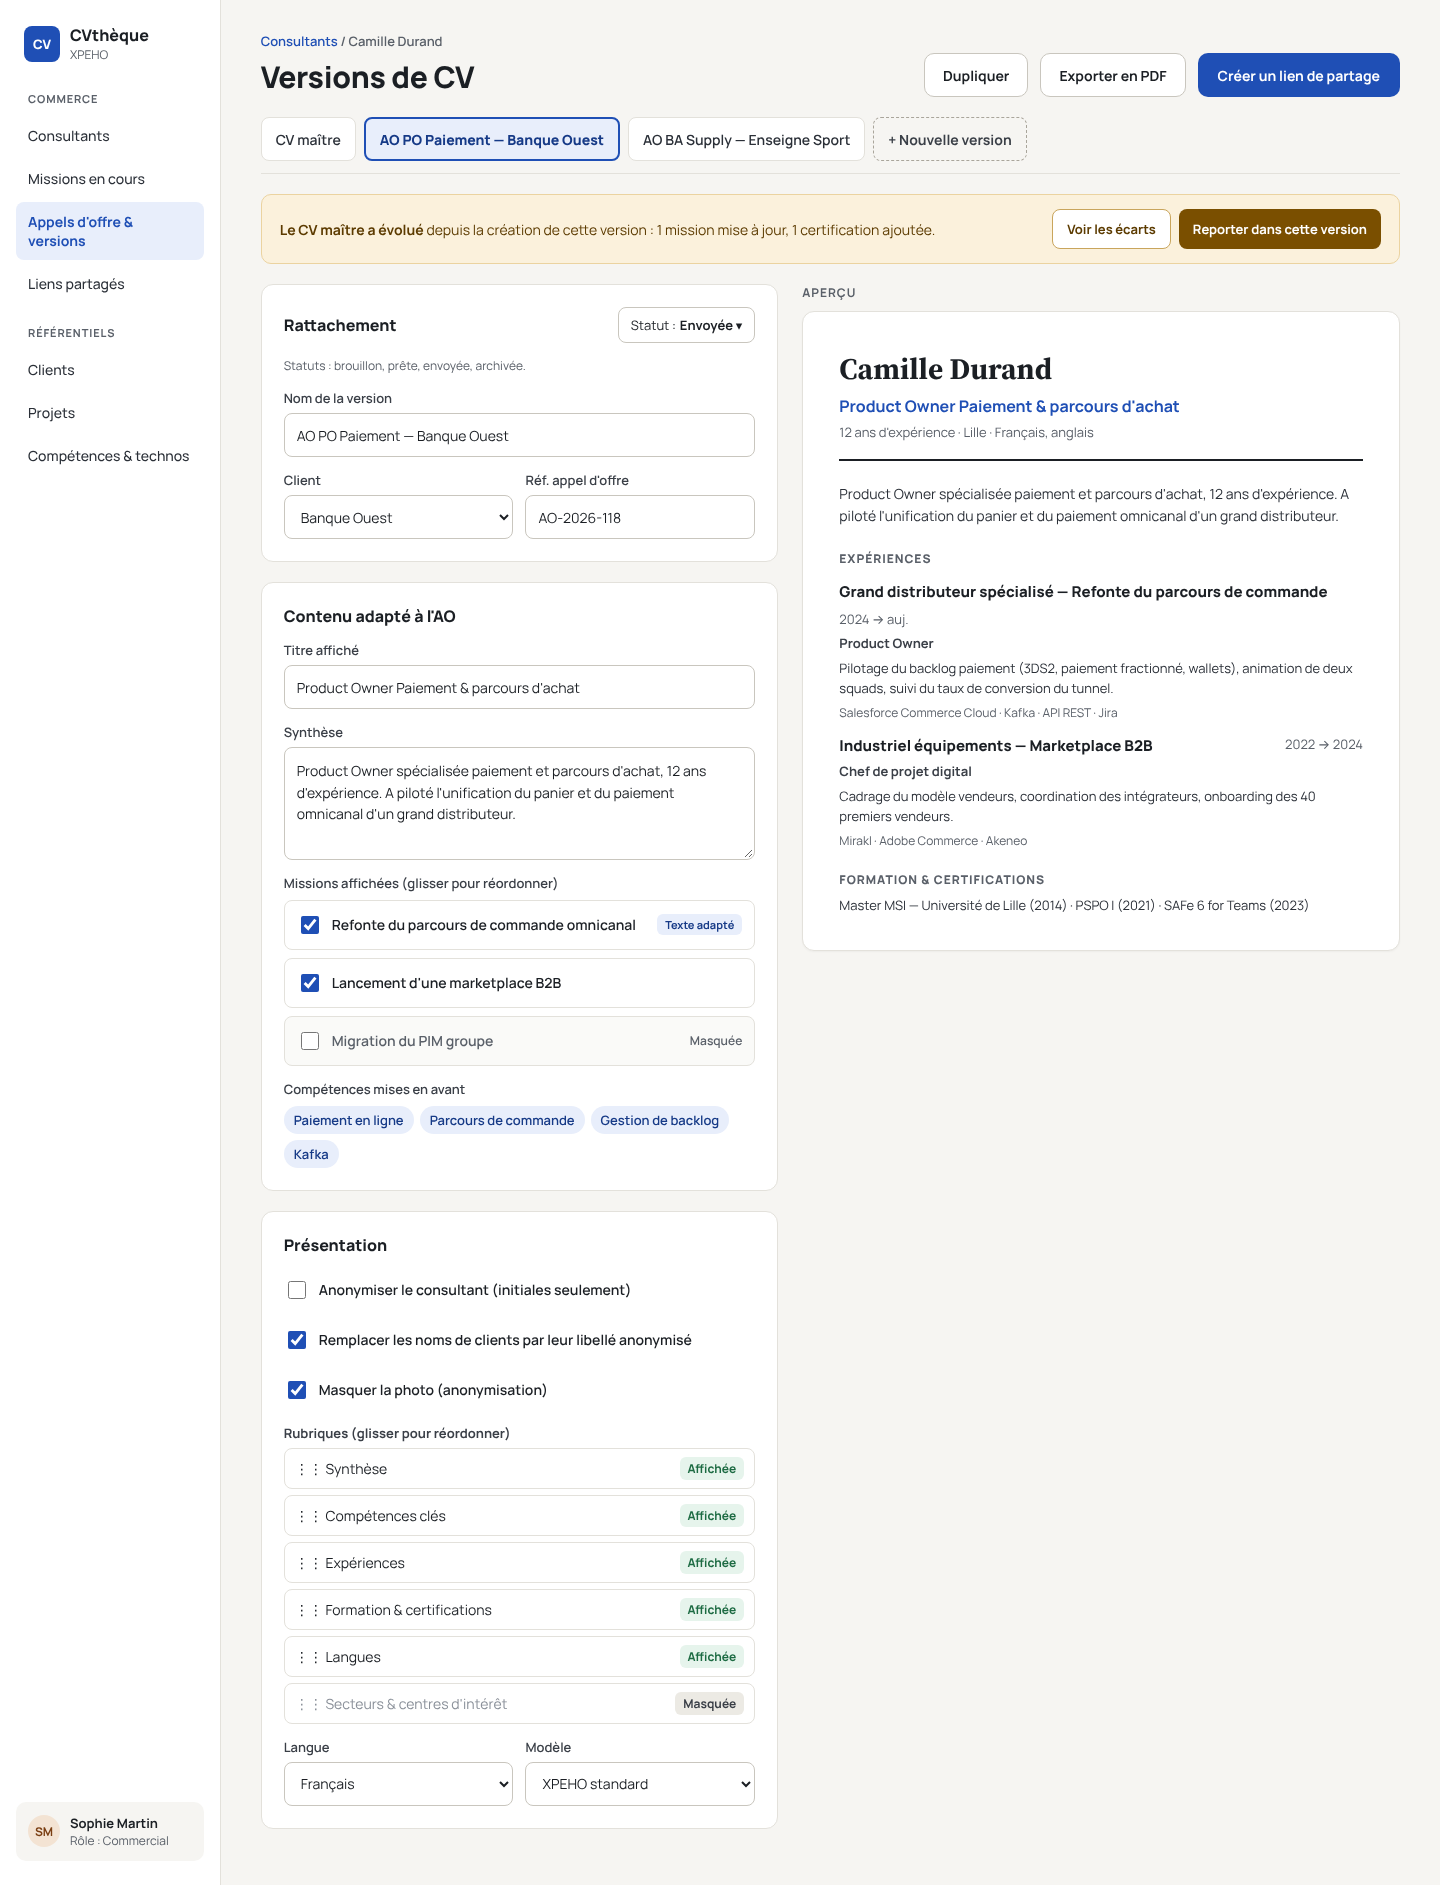 CV
CVthèque
XPEHO
COMMERCE
Consultants
Missions en cours
Appels d'offre &
versions
Liens partagés
RÉFÉRENTIELS
Clients
Projets
Compétences & technos
SM
Sophie Martin
Rôle : Commercial
Consultants / Camille Durand
Versions de CV
Dupliquer
Exporter en PDF
Créer un lien de partage
CV maître
AO PO Paiement — Banque Ouest
AO BA Supply — Enseigne Sport
+ Nouvelle version
Le CV maître a évolué depuis la création de cette version : 1 mission mise à jour, 1 certification ajoutée.
Voir les écarts
Reporter dans cette version
Rattachement
Statut : Envoyée ▾
Statuts : brouillon, prête, envoyée, archivée.
Nom de la version
AO PO Paiement — Banque Ouest
Client
Réf. appel d'offre
Banque Ouest
AO-2026-118
Contenu adapté à l'AO
Titre affiché
Product Owner Paiement & parcours d'achat
Synthèse
Product Owner spécialisée paiement et parcours d'achat, 12 ans
d'expérience. A piloté l'unification du panier et du paiement
omnicanal d'un grand distributeur.
Missions affichées (glisser pour réordonner)
Refonte du parcours de commande omnicanal
Texte adapté
Lancement d'une marketplace B2B
Migration du PIM groupe
Masquée
Compétences mises en avant
Paiement en ligne
Parcours de commande
Gestion de backlog
Kafka
Présentation
Anonymiser le consultant (initiales seulement)
Remplacer les noms de clients par leur libellé anonymisé
Masquer la photo (anonymisation)
Rubriques (glisser pour réordonner)
⋮⋮ Synthèse
Affichée
⋮⋮ Compétences clés
Affichée
⋮⋮ Expériences
Affichée
⋮⋮ Formation & certifications
Affichée
⋮⋮ Langues
Affichée
⋮⋮ Secteurs & centres d'intérêt
Masquée
Langue
Modèle
Français
XPEHO standard
APERÇU
Camille Durand
Product Owner Paiement & parcours d'achat
12 ans d'expérience · Lille · Français, anglais
Product Owner spécialisée paiement et parcours d'achat, 12 ans d'expérience. A
piloté l'unification du panier et du paiement omnicanal d'un grand distributeur.
EXPÉRIENCES
Grand distributeur spécialisé — Refonte du parcours de commande
2024 → auj.
Product Owner
Pilotage du backlog paiement (3DS2, paiement fractionné, wallets), animation de deux
squads, suivi du taux de conversion du tunnel.
Salesforce Commerce Cloud · Kafka · API REST · Jira
Industriel équipements — Marketplace B2B
2022 → 2024
Chef de projet digital
Cadrage du modèle vendeurs, coordination des intégrateurs, onboarding des 40
premiers vendeurs.
Mirakl · Adobe Commerce · Akeneo
FORMATION & CERTIFICATIONS
Master MSI — Université de Lille (2014) · PSPO I (2021) · SAFe 6 for Teams (2023)